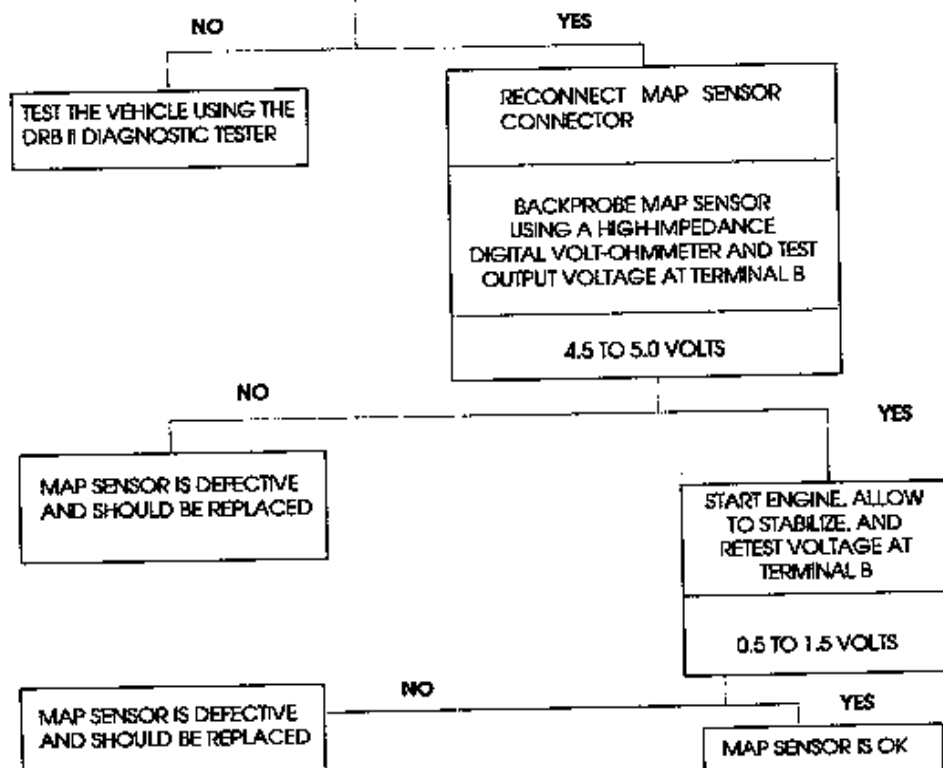 NO
YES
TEST THE VEHICLE USING THE
DRB II DIAGNOSTIC TESTER
RECONNECT MAP SENSOR
CONNECTOR
BACKPROBE MAP SENSOR
USING A HIGH-IMPEDANCE
DIGITAL VOLT-OHMMETER AND TEST
OUTPUT VOLTAGE AT TERMINAL B
4.5 TO 5.0 VOLTS
NO
YES
MAP SENSOR IS DEFECTIVE
AND SHOULD BE REPLACED
START ENGINE, ALLOW
TO STABILIZE, AND
RETEST VOLTAGE AT
TERMINAL B
0.5 TO 1.5 VOLTS
NO
YES
MAP SENSOR IS DEFECTIVE
AND SHOULD BE REPLACED
MAP SENSOR IS OK